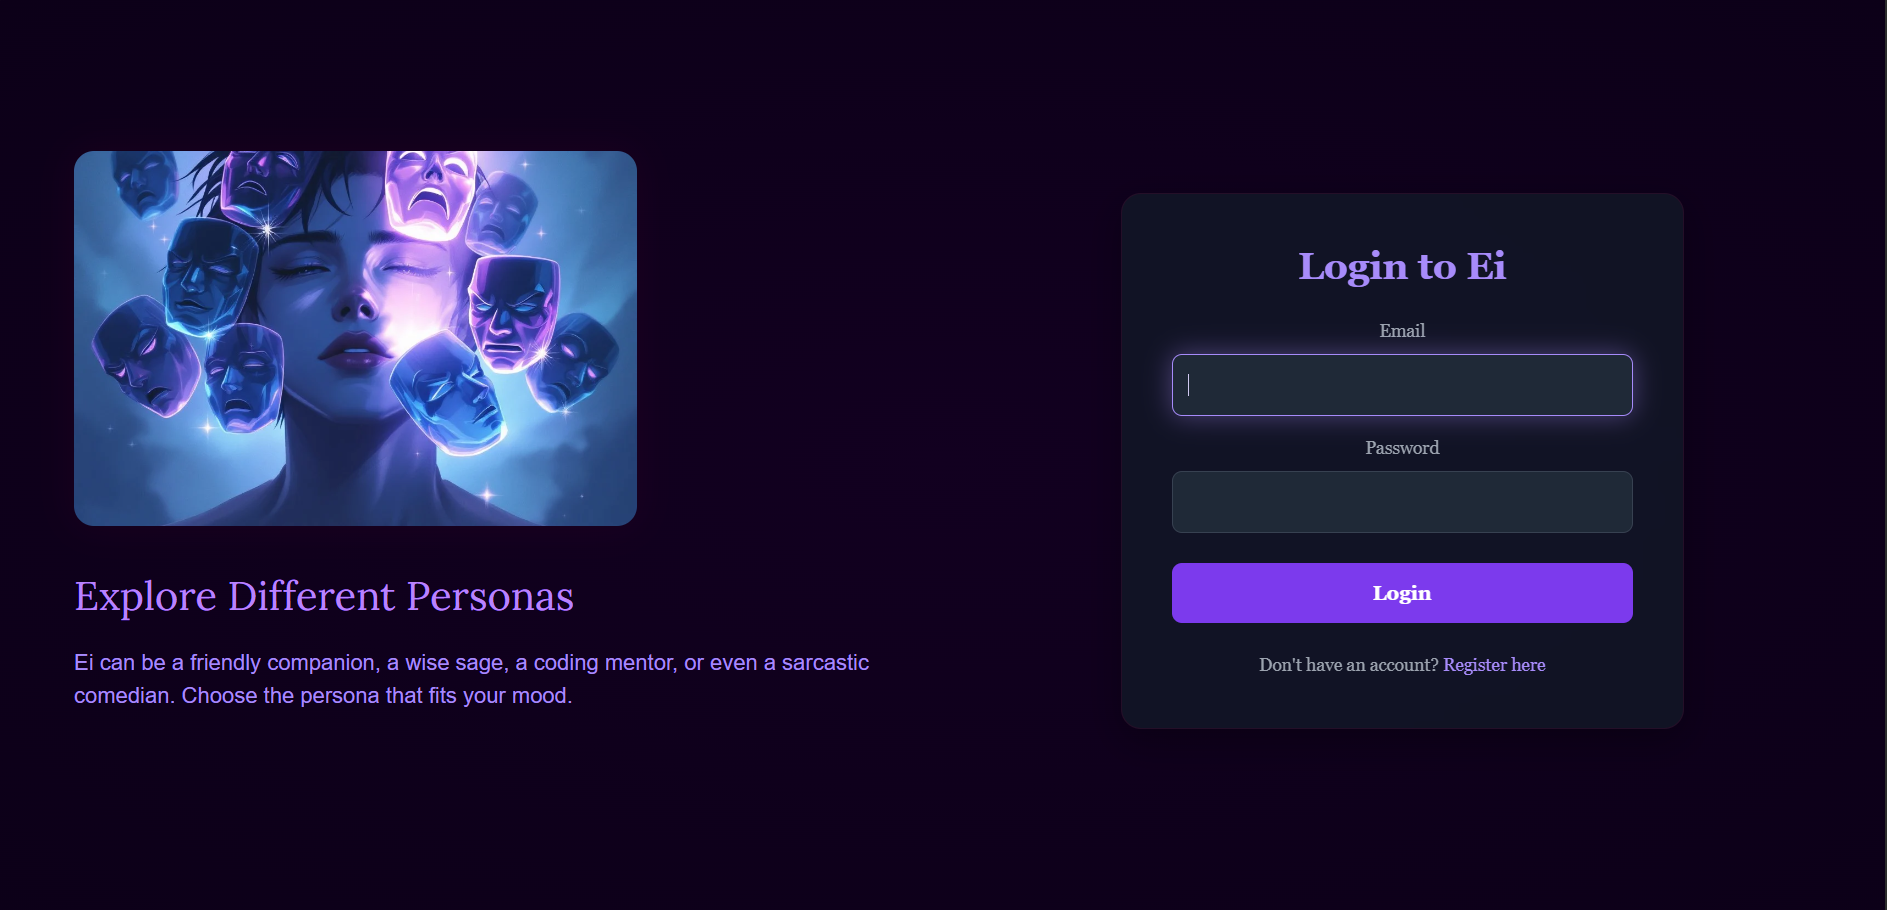 Explore Different Personas
Ei can be a friendly companion, a wise sage, a coding mentor, or even a sarcastic
comedian. Choose the persona that fits your mood.
Login to Ei
Email
Password
Login
Don't have an account? Register here